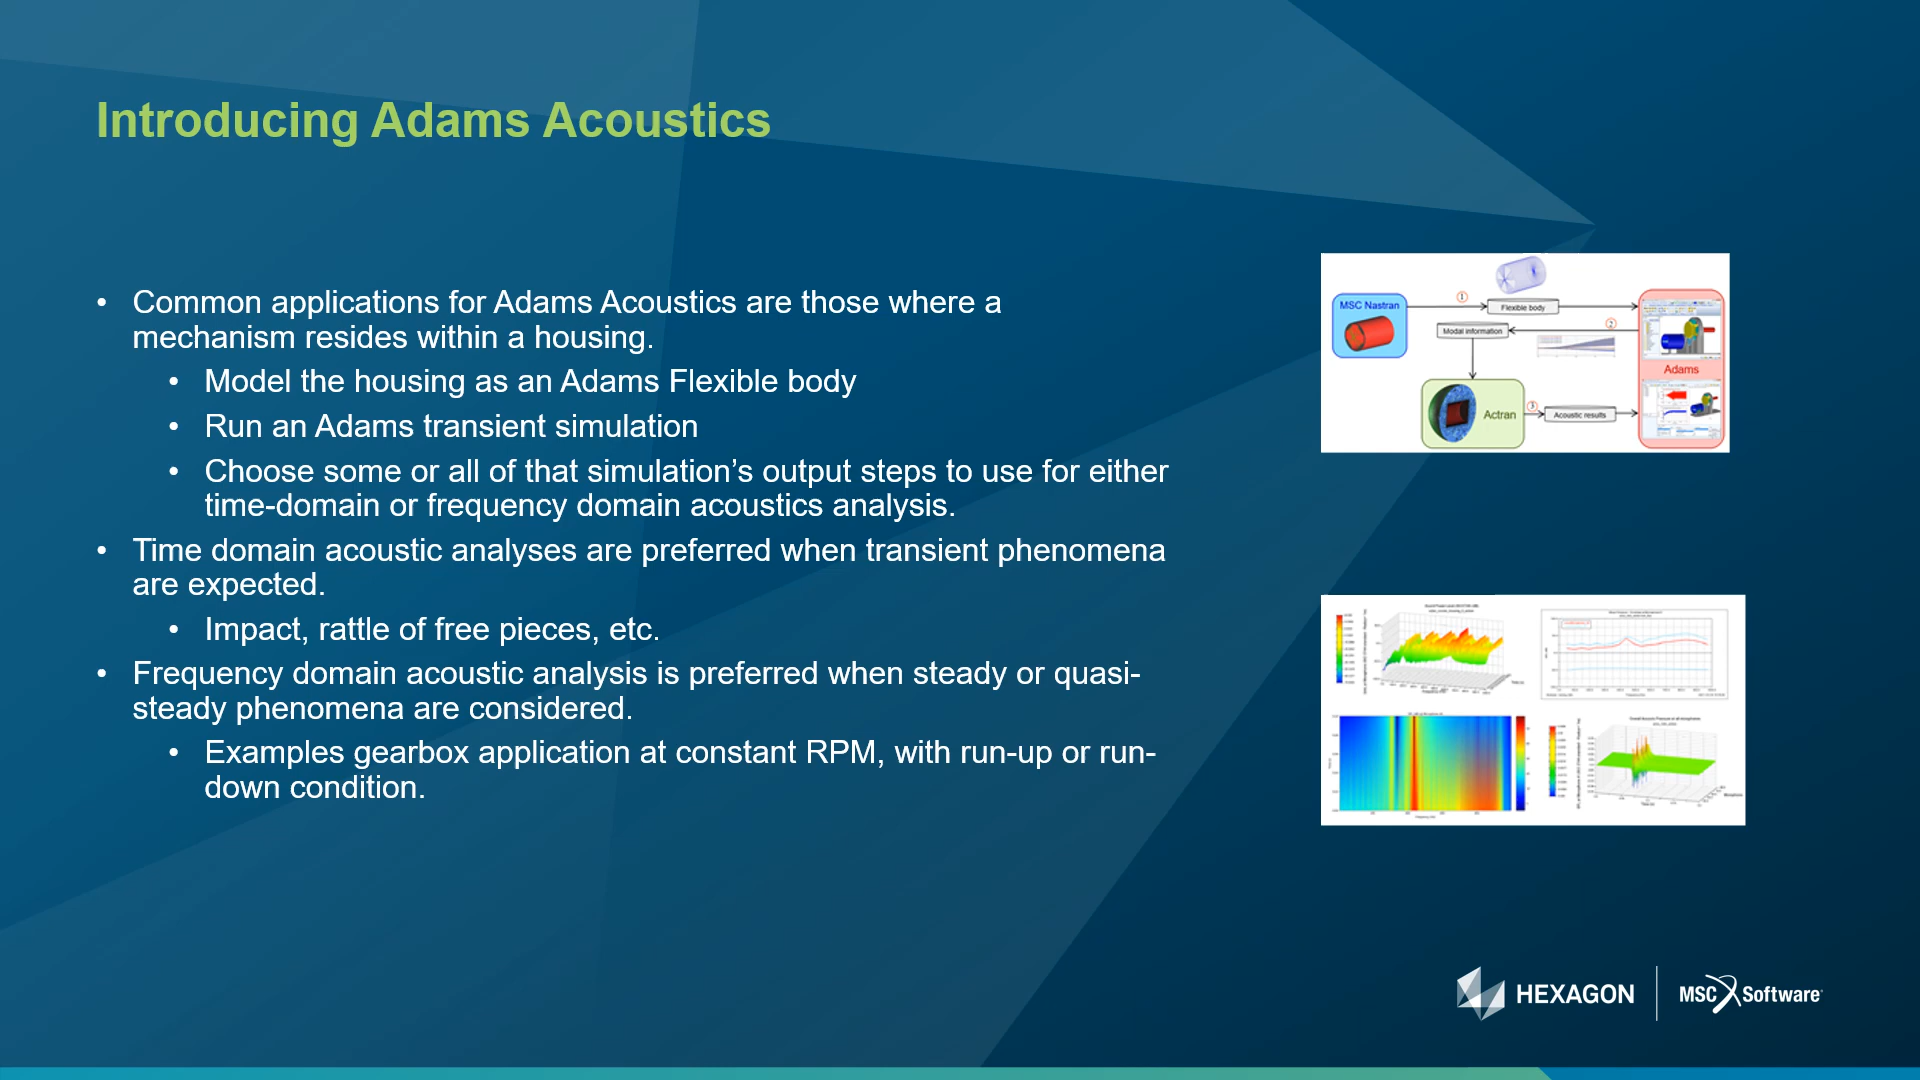 Introducing Adams Acoustics
• Common applications for Adams Acoustics are those where a
mechanism resides within a housing.
• Model the housing as an Adams Flexible body
• Run an Adams transient simulation
• Choose some or all of that simulation’s output steps to use for either
time-domain or frequency domain acoustics analysis.
• Time domain acoustic analyses are preferred when transient phenomena
are expected.
• Impact, rattle of free pieces, etc.
• Frequency domain acoustic analysis is preferred when steady or quasi-
steady phenomena are considered.
• Examples gearbox application at constant RPM, with run-up or run-
down condition.
MSC Nastran
1
Flexible body
Modal information
2
Adams
Actran
3
Acoustic results
HEXAGON
MSC Software